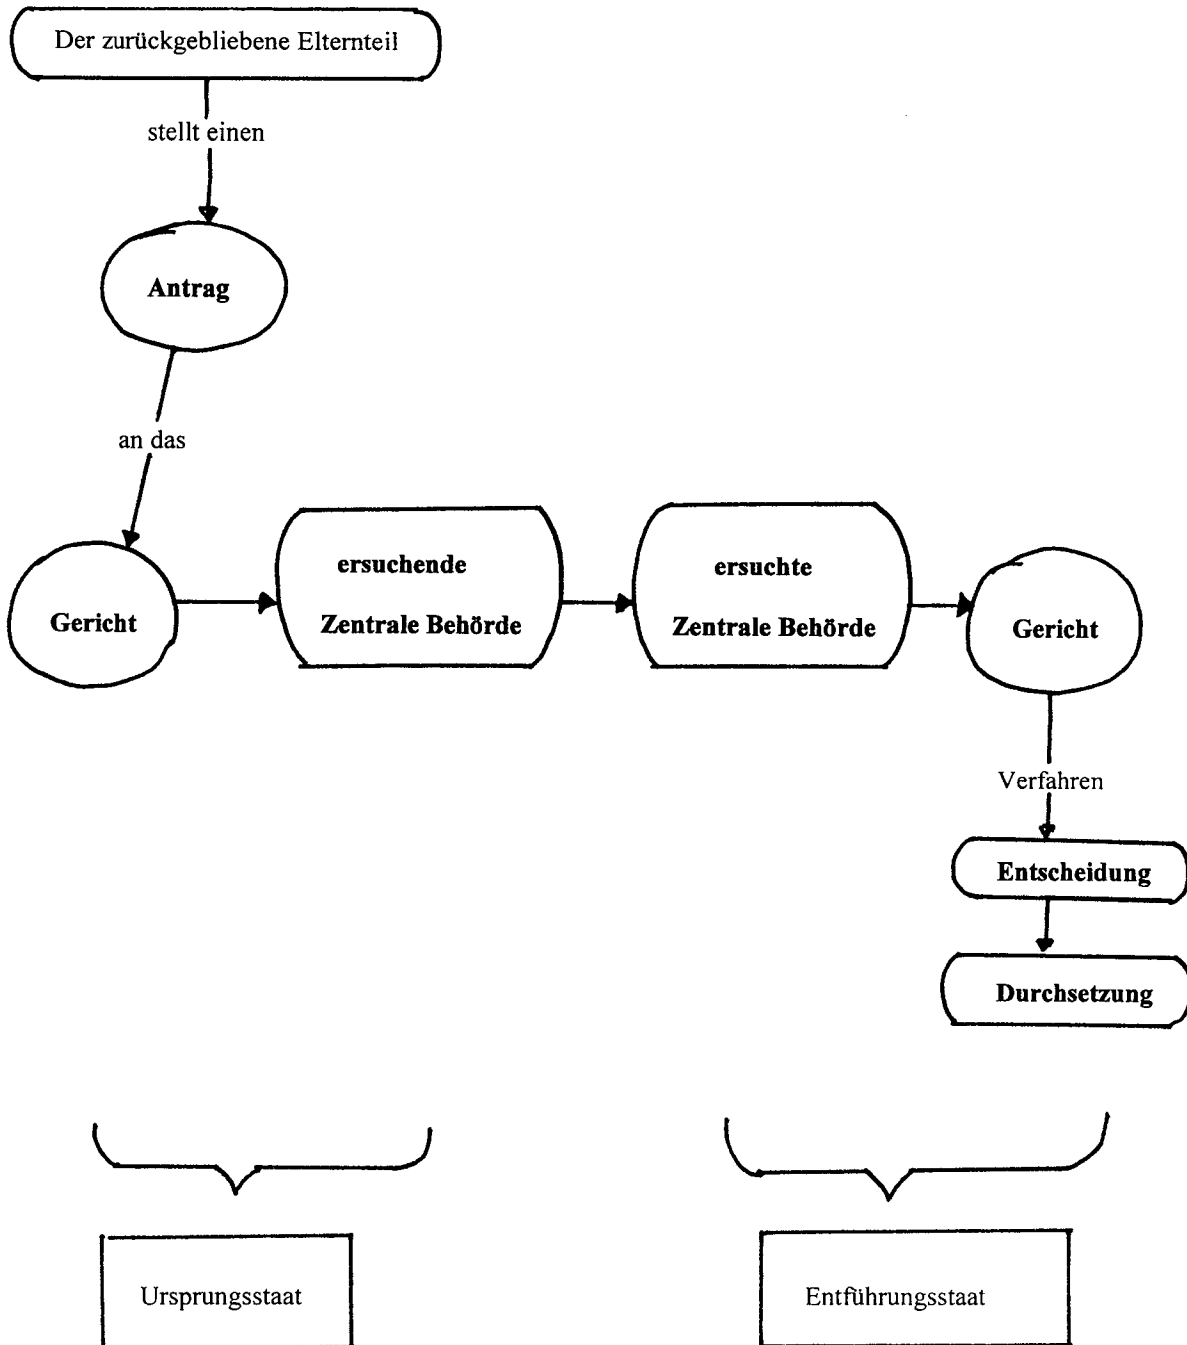 Der zurückgebliebene Elternteil
stellt einen
Antrag
an das
Gericht
ersuchende
Zentrale Behörde
ersuchte
Zentrale Behörde
Gericht
Verfahren
Entscheidung
Durchsetzung
Ursprungsstaat
Entführungsstaat